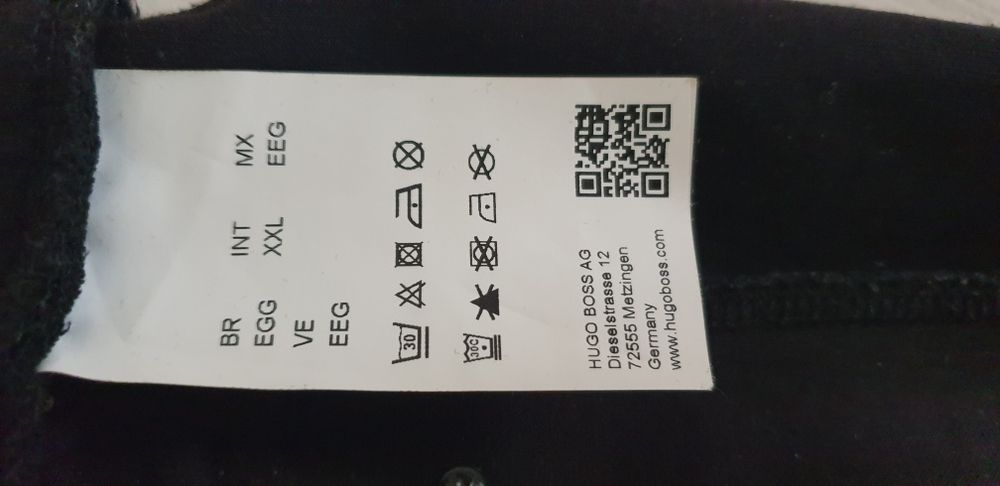 BR INT MX
EGG XXL EEG
VE
EEG
30
30C
HUGO BOSS AG
Dieselstrasse 12
72555 Metzingen
Germany
www.hugoboss.com